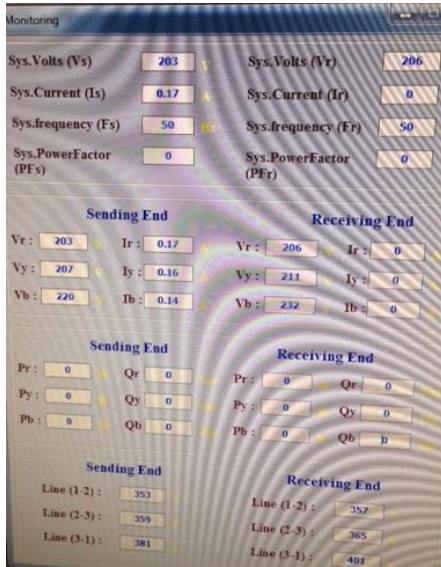 Monitoring
Sys.Volts (Vs) 203 V Sys.Volts (Vr) 206
Sys.Current (Is) 0.17 A Sys.Current (Ir) 0
Sys.frequency (Fs) 50 Hz Sys.frequency (Fr) 50
Sys.PowerFactor (PFs) 0 Sys.PowerFactor (PFr) 0
Sending End Receiving End
Vr : 203 Ir : 0.17 Vr : 206 Ir : 0
Vy : 207 Iy : 0.16 Vy : 211 Iy : 0
Vb : 220 Ib : 0.14 Vb : 232 Ib : 0
Sending End Receiving End
Pr : 0 Qr 0 Pr : 0 Qr 0
Py : 0 Qy 0 Py : 0 Qy 0
Pb : 0 Qb 0 Pb : 0 Qb 0
Sending End Receiving End
Line (1-2) : 353 Line (1-2) : 357
Line (2-3) : 359 Line (2-3) : 365
Line (3-1) : 381 Line (3-1) : 401